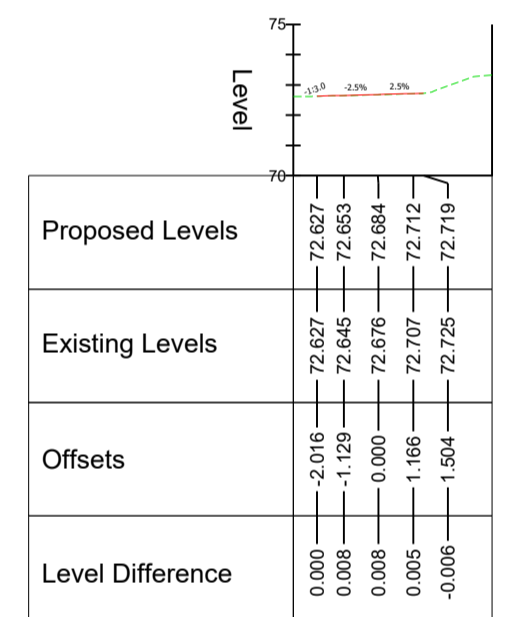 75
Level
-1:3.0 -2.5% 2.5%
70
Proposed Levels 72.627 72.653 72.684 72.712 72.719
Existing Levels 72.627 72.645 72.676 72.707 72.725
Offsets -2.016 -1.129 0.000 1.166 1.504
Level Difference 0.000 0.008 0.008 0.005 -0.006